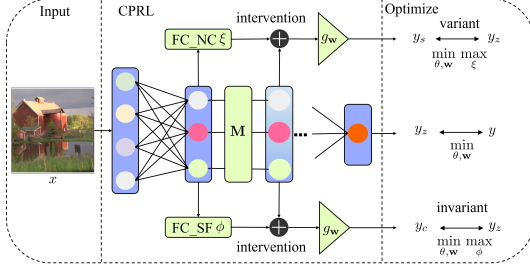 Input
CPRL
Optimize
intervention
variant
FC_NC ξ
g_w
y_s
y_z
min max
θ,w ξ
M
...
y_z
y
min
θ,w
x
invariant
FC_SF ϕ
g_w
y_c
y_z
intervention
min max
θ,w ϕ